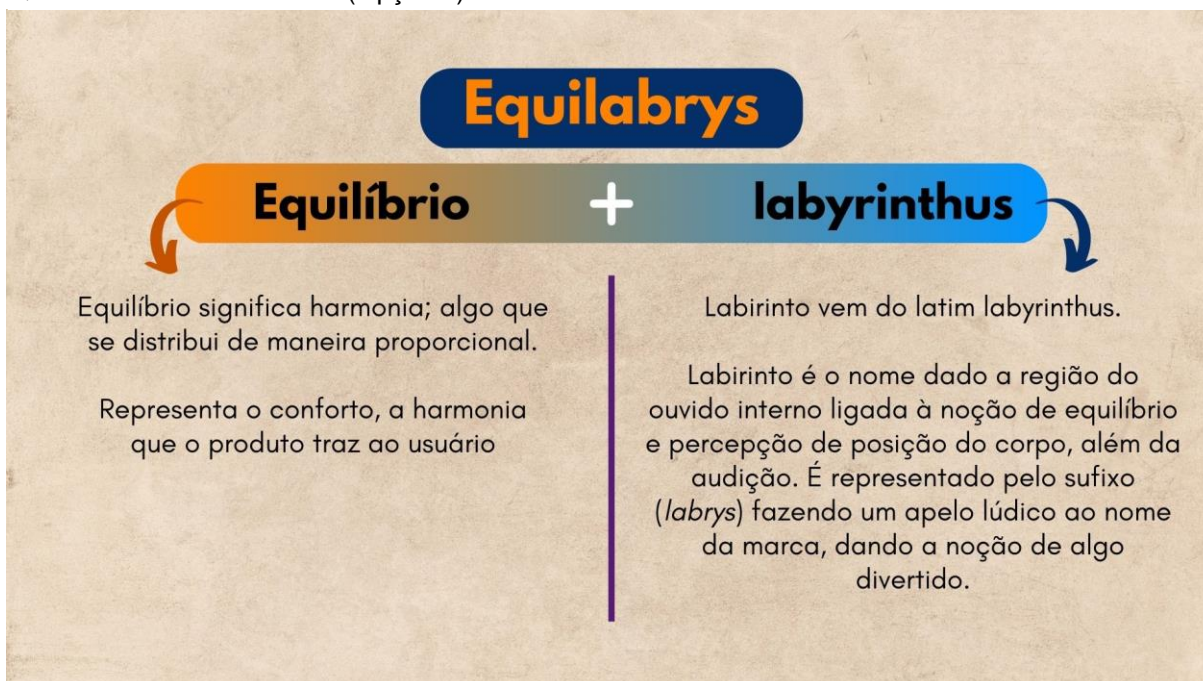 Equilabrys
Equilíbrio + labyrinthus
Equilíbrio significa harmonia; algo que
se distribui de maneira proporcional.
Representa o conforto, a harmonia
que o produto traz ao usuário
Labirinto vem do latim labyrinthus.
Labirinto é o nome dado a região do
ouvido interno ligada à noção de equilíbrio
e percepção de posição do corpo, além da
audição. É representado pelo sufixo
(labrys) fazendo um apelo lúdico ao nome
da marca, dando a noção de algo
divertido.